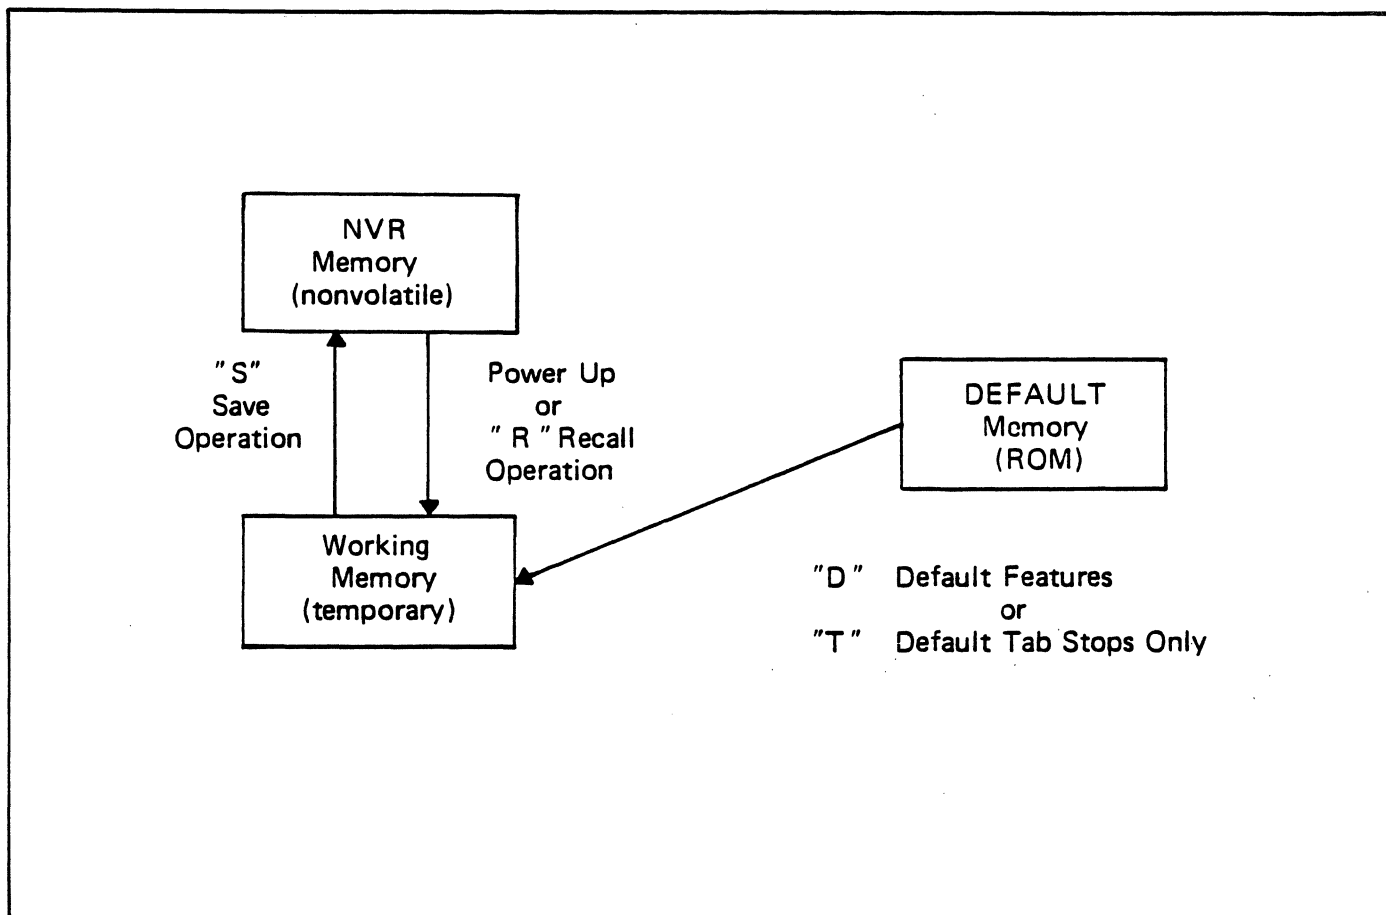 NVR
Memory
(nonvolatile)
"S"
Save
Operation
Power Up
or
"R" Recall
Operation
Working
Memory
(temporary)
DEFAULT
Memory
(ROM)
"D" Default Features
or
"T" Default Tab Stops Only